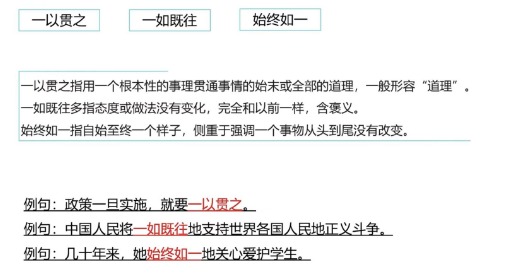 一以贯之 一如既往 始终如一
一以贯之指用一个根本性的事理贯通事情的始末或全部的道理，一般形容“道理”。
一如既往多指态度或做法没有变化，完全和以前一样，含褒义。
始终如一指自始至终一个样子，侧重于强调一个事物从头到尾没有改变。
例句：政策一旦实施，就要一以贯之。
例句：中国人民将一如既往地支持世界各国人民地正义斗争。
例句：几十年来，她始终如一地关心爱护学生。